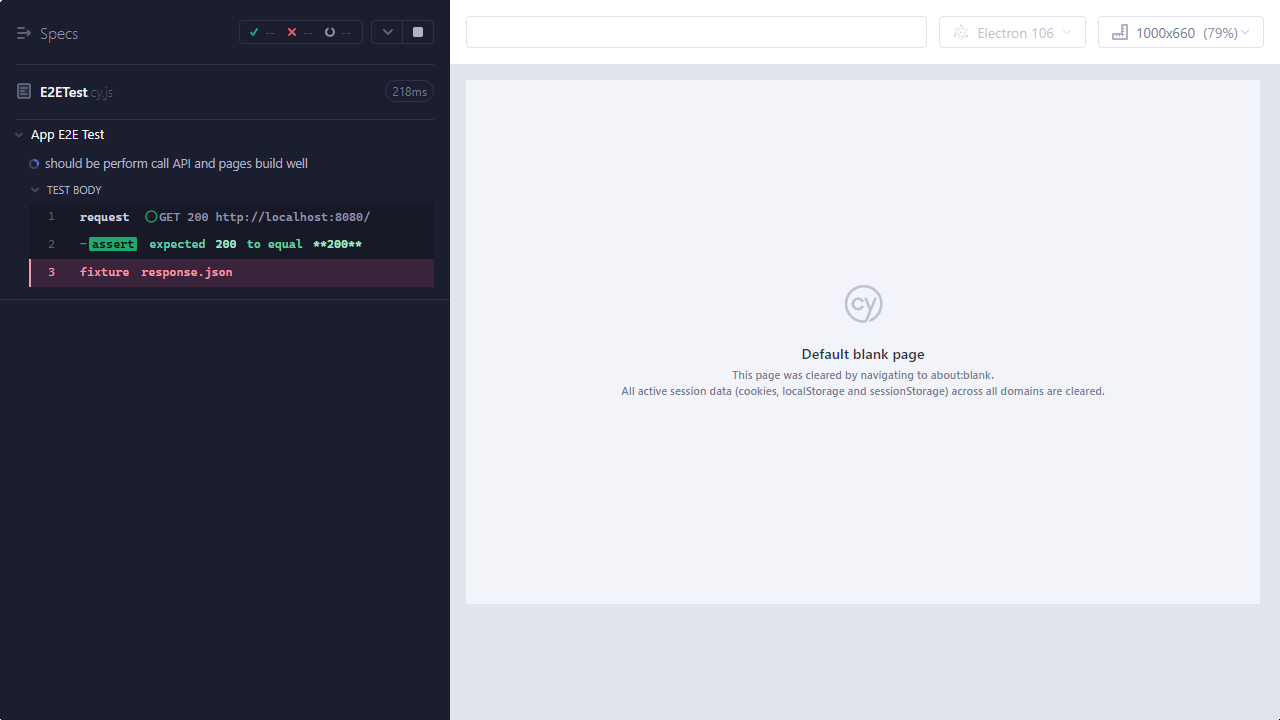 Specs
-- -- --
Electron 106
1000x660 (79%)
E2ETest.cy.js
218ms
App E2E Test
should be perform call API and pages build well
TEST BODY
1 request GET 200 http://localhost:8080/
2 -assert expected 200 to equal **200**
3 fixture response.json
cy
Default blank page
This page was cleared by navigating to about:blank.
All active session data (cookies, localStorage and sessionStorage) across all domains are cleared.